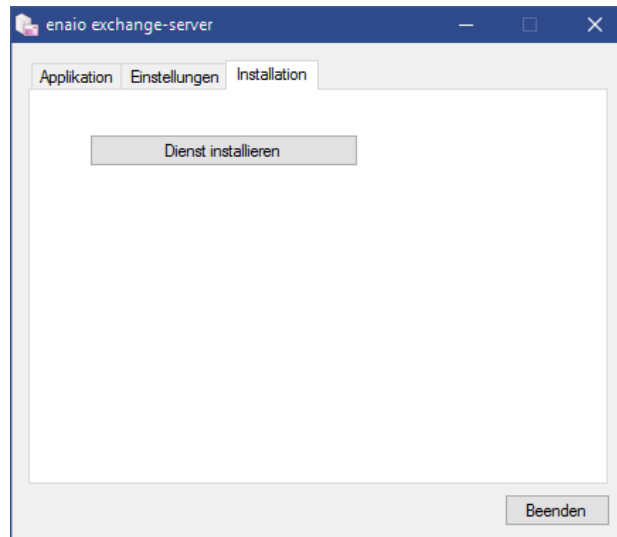 enaio exchange-server
Applikation Einstellungen Installation
Dienst installieren
Beenden